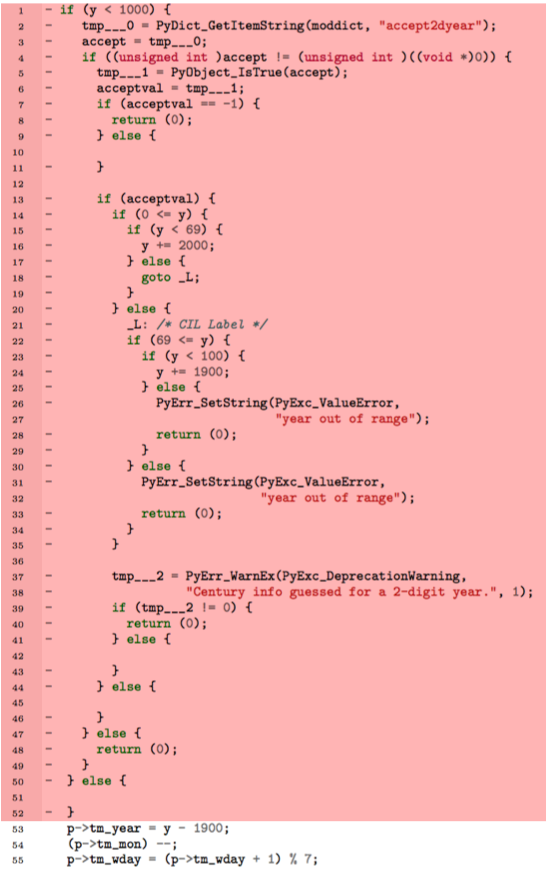 1 - if (y < 1000) {
2 - tmp___0 = PyDict_GetItemString(moddict, "accept2dyear");
3 - accept = tmp___0;
4 - if ((unsigned int )accept != (unsigned int )((void *)0)) {
5 - tmp___1 = PyObject_IsTrue(accept);
6 - acceptval = tmp___1;
7 - if (acceptval == -1) {
8 - return (0);
9 - } else {
10
11 - }
12
13 - if (acceptval) {
14 - if (0 <= y) {
15 - if (y < 69) {
16 - y += 2000;
17 - } else {
18 - goto _L;
19 - }
20 - } else {
21 - _L: /* CIL Label */
22 - if (69 <= y) {
23 - if (y < 100) {
24 - y += 1900;
25 - } else {
26 - PyErr_SetString(PyExc_ValueError,
27 "year out of range");
28 - return (0);
29 - }
30 - } else {
31 - PyErr_SetString(PyExc_ValueError,
32 "year out of range");
33 - return (0);
34 - }
35 - }
36
37 - tmp___2 = PyErr_WarnEx(PyExc_DeprecationWarning,
38 "Century info guessed for a 2-digit year.", 1);
39 - if (tmp___2 != 0) {
40 - return (0);
41 - } else {
42
43 - }
44 - } else {
45
46 - }
47 - } else {
48 - return (0);
49 - }
50 - } else {
51
52 - }
53 p->tm_year = y - 1900;
54 (p->tm_mon) --;
55 p->tm_wday = (p->tm_wday + 1) % 7;